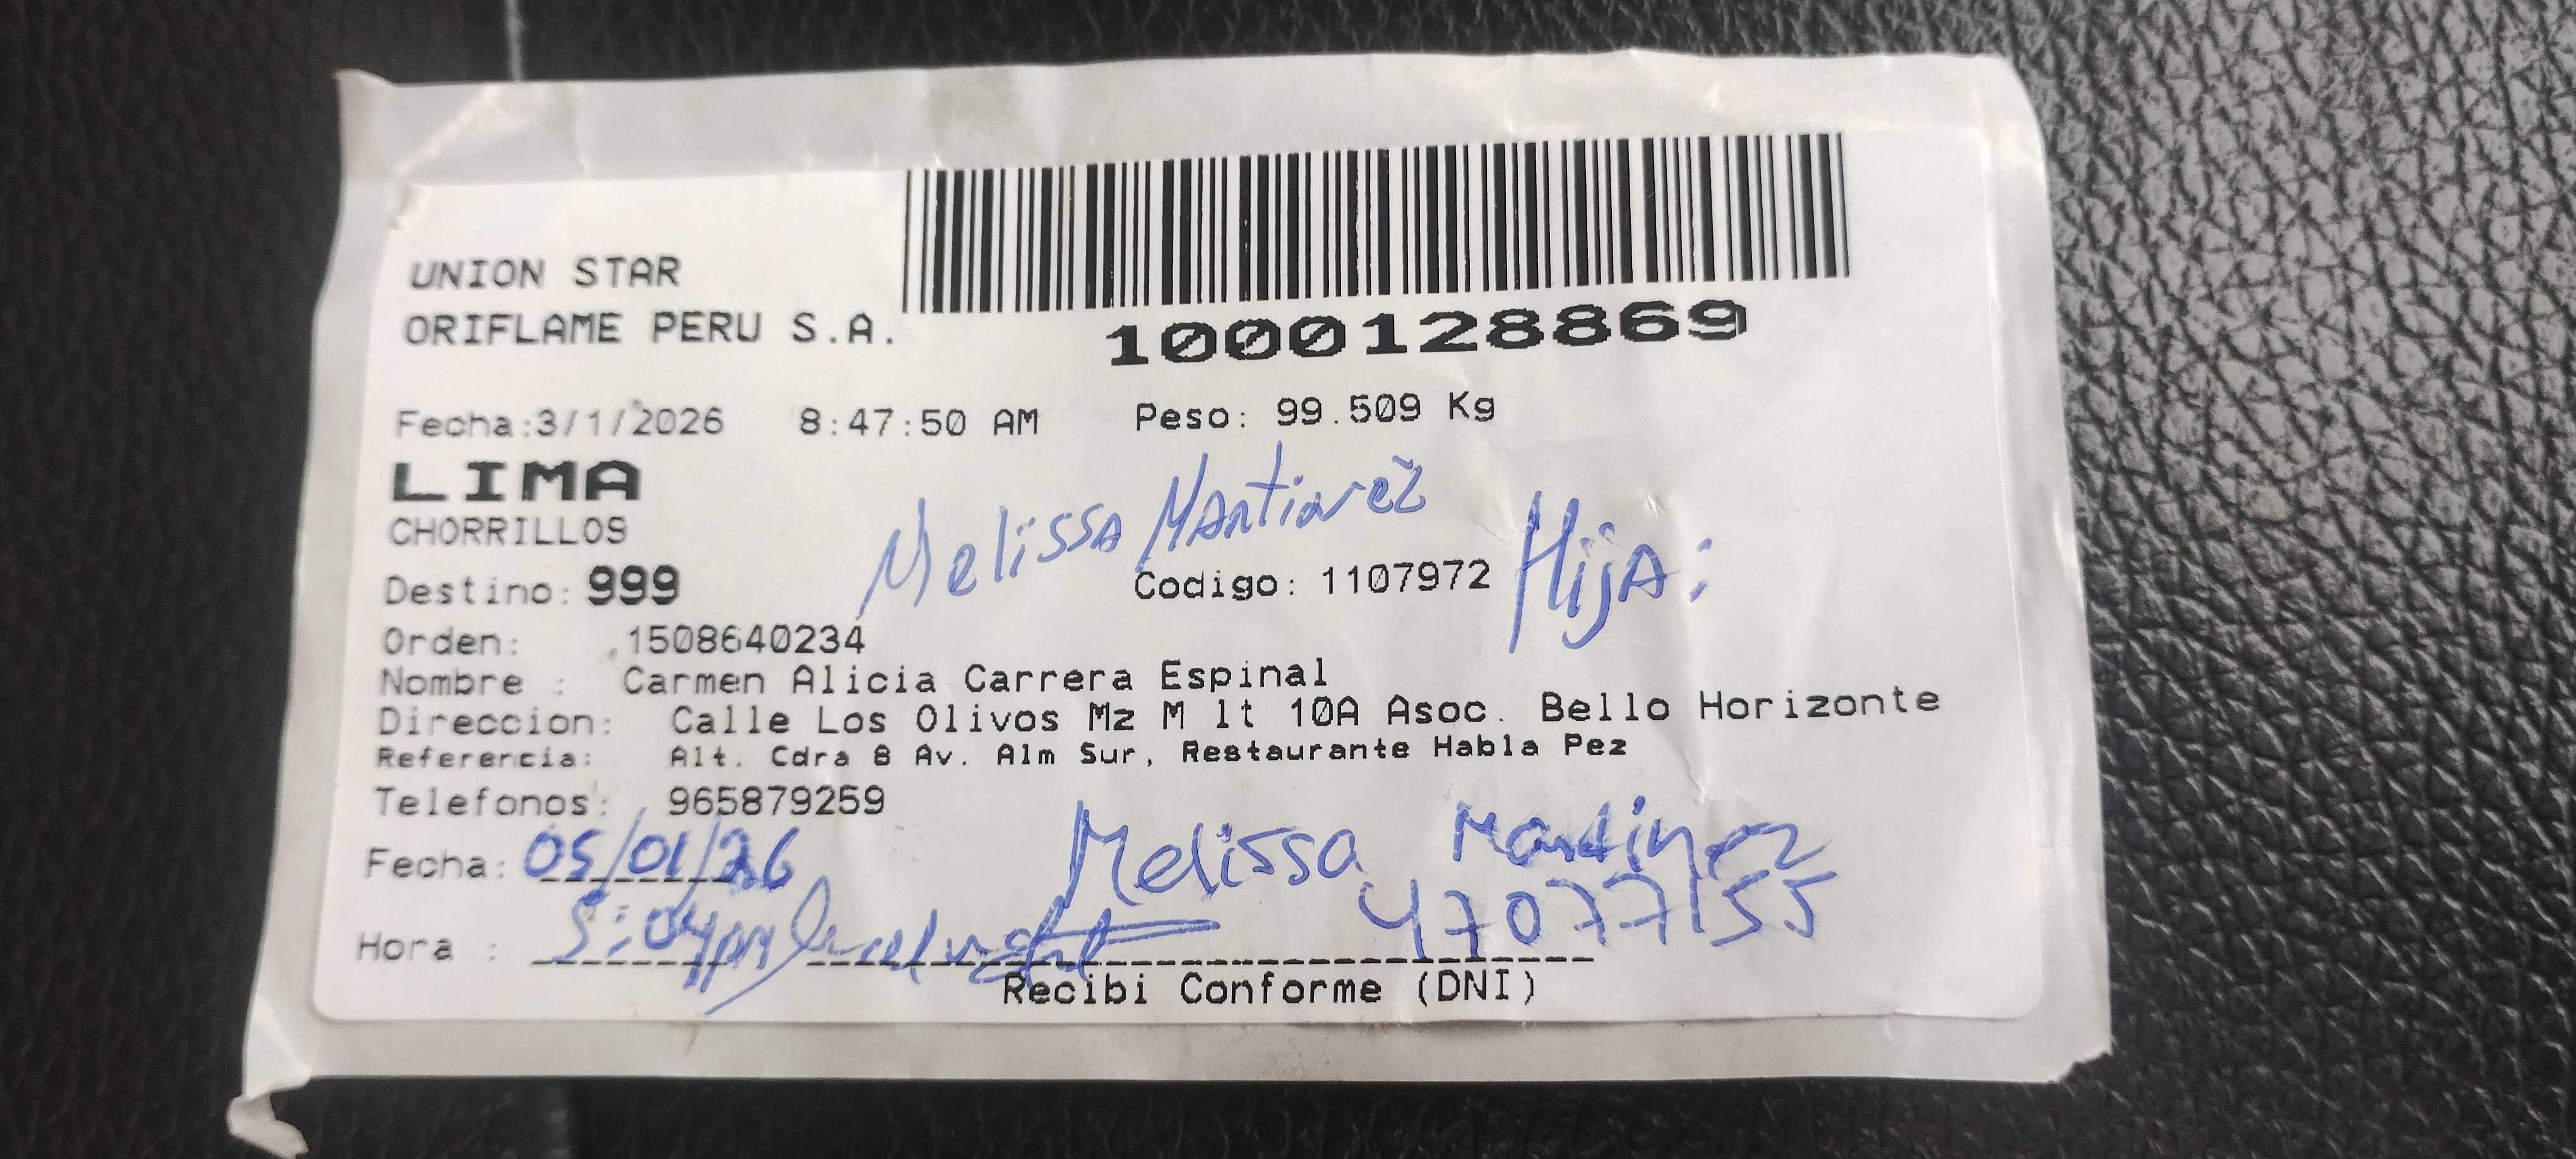 UNION STAR
ORIFLAME PERU S.A.
1000128869
Fecha:3/1/2026 8:47:50 AM Peso: 99.509 Kg
LIMA
CHORRILLOS
Melissa Martinez
Hija:
Destino: 999 Codigo: 1107972
Orden: 1508640234
Nombre : Carmen Alicia Carrera Espinal
Direccion: Calle Los Olivos Mz M lt 10A Asoc. Bello Horizonte
Referencia: Alt. Cdra 8 Av. Alm Sur, Restaurante Habla Pez
Telefonos: 965879259
Fecha: 05/01/26 Melissa Martinez
47077155
Hora : 5:04pm
Recibi Conforme (DNI)